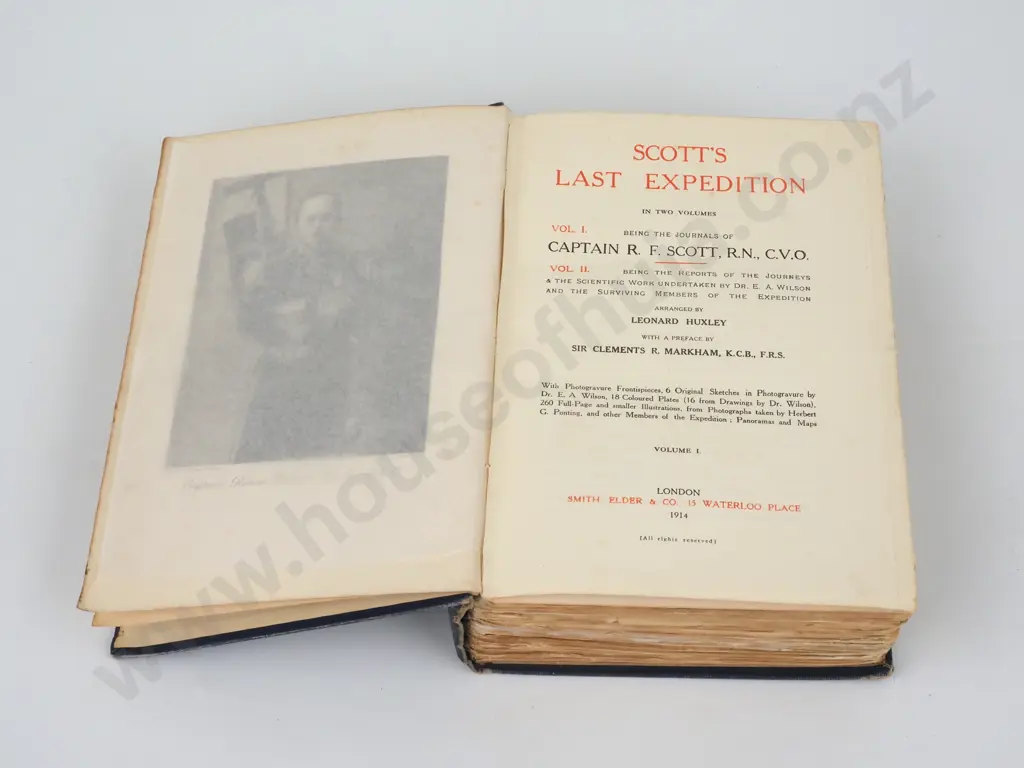 SCOTT'S
LAST EXPEDITION
IN TWO VOLUMES
VOL. I. BEING THE JOURNALS OF
CAPTAIN R. F. SCOTT, R.N., C.V.O.
VOL. II. BEING THE REPORTS OF THE JOURNEYS
& THE SCIENTIFIC WORK UNDERTAKEN BY DR. E. A. WILSON
AND THE SURVIVING MEMBERS OF THE EXPEDITION
ARRANGED BY
LEONARD HUXLEY
WITH A PREFACE BY
SIR CLEMENTS R. MARKHAM, K.C.B., F.R.S.
With Photogravure Frontispieces, 6 Original Sketches in Photogravure by
Dr. E. A. Wilson, 18 Coloured Plates (16 from Drawings by Dr. Wilson),
260 Full-Page and smaller Illustrations, from Photographs taken by Herbert
G. Ponting, and other Members of the Expedition; Panoramas and Maps
VOLUME I.
LONDON
SMITH ELDER & CO. 15 WATERLOO PLACE
1914
[All rights reserved]
www.houseofhulme.co.nz